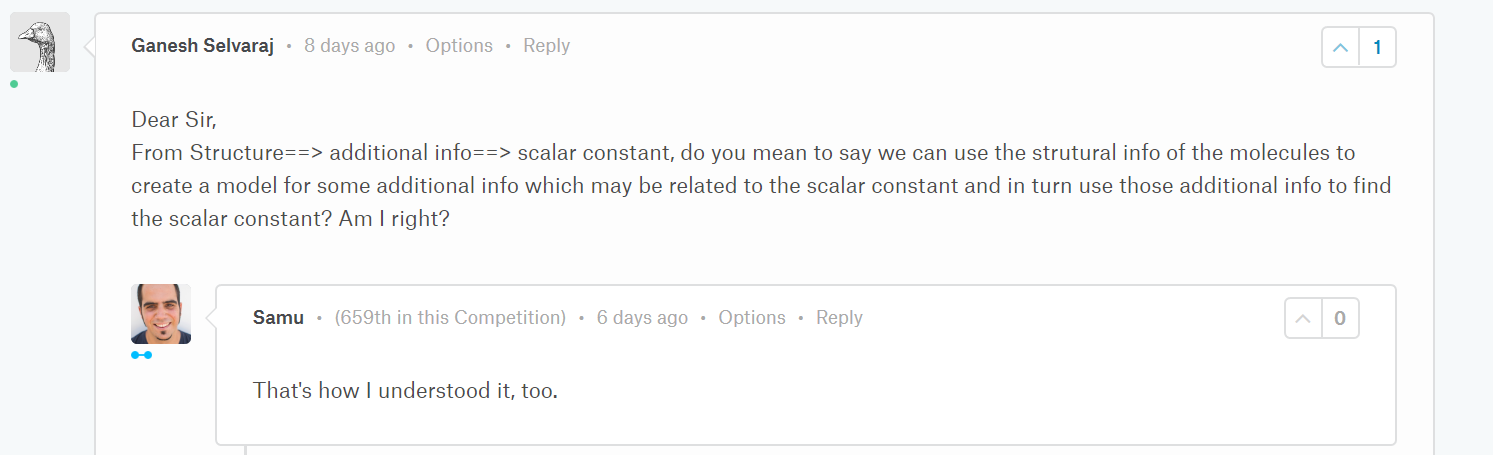 Ganesh Selvaraj • 8 days ago • Options • Reply
1
Dear Sir,
From Structure==> additional info==> scalar constant, do you mean to say we can use the strutural info of the molecules to
create a model for some additional info which may be related to the scalar constant and in turn use those additional info to find
the scalar constant? Am I right?
Samu • (659th in this Competition) • 6 days ago • Options • Reply
0
That's how I understood it, too.